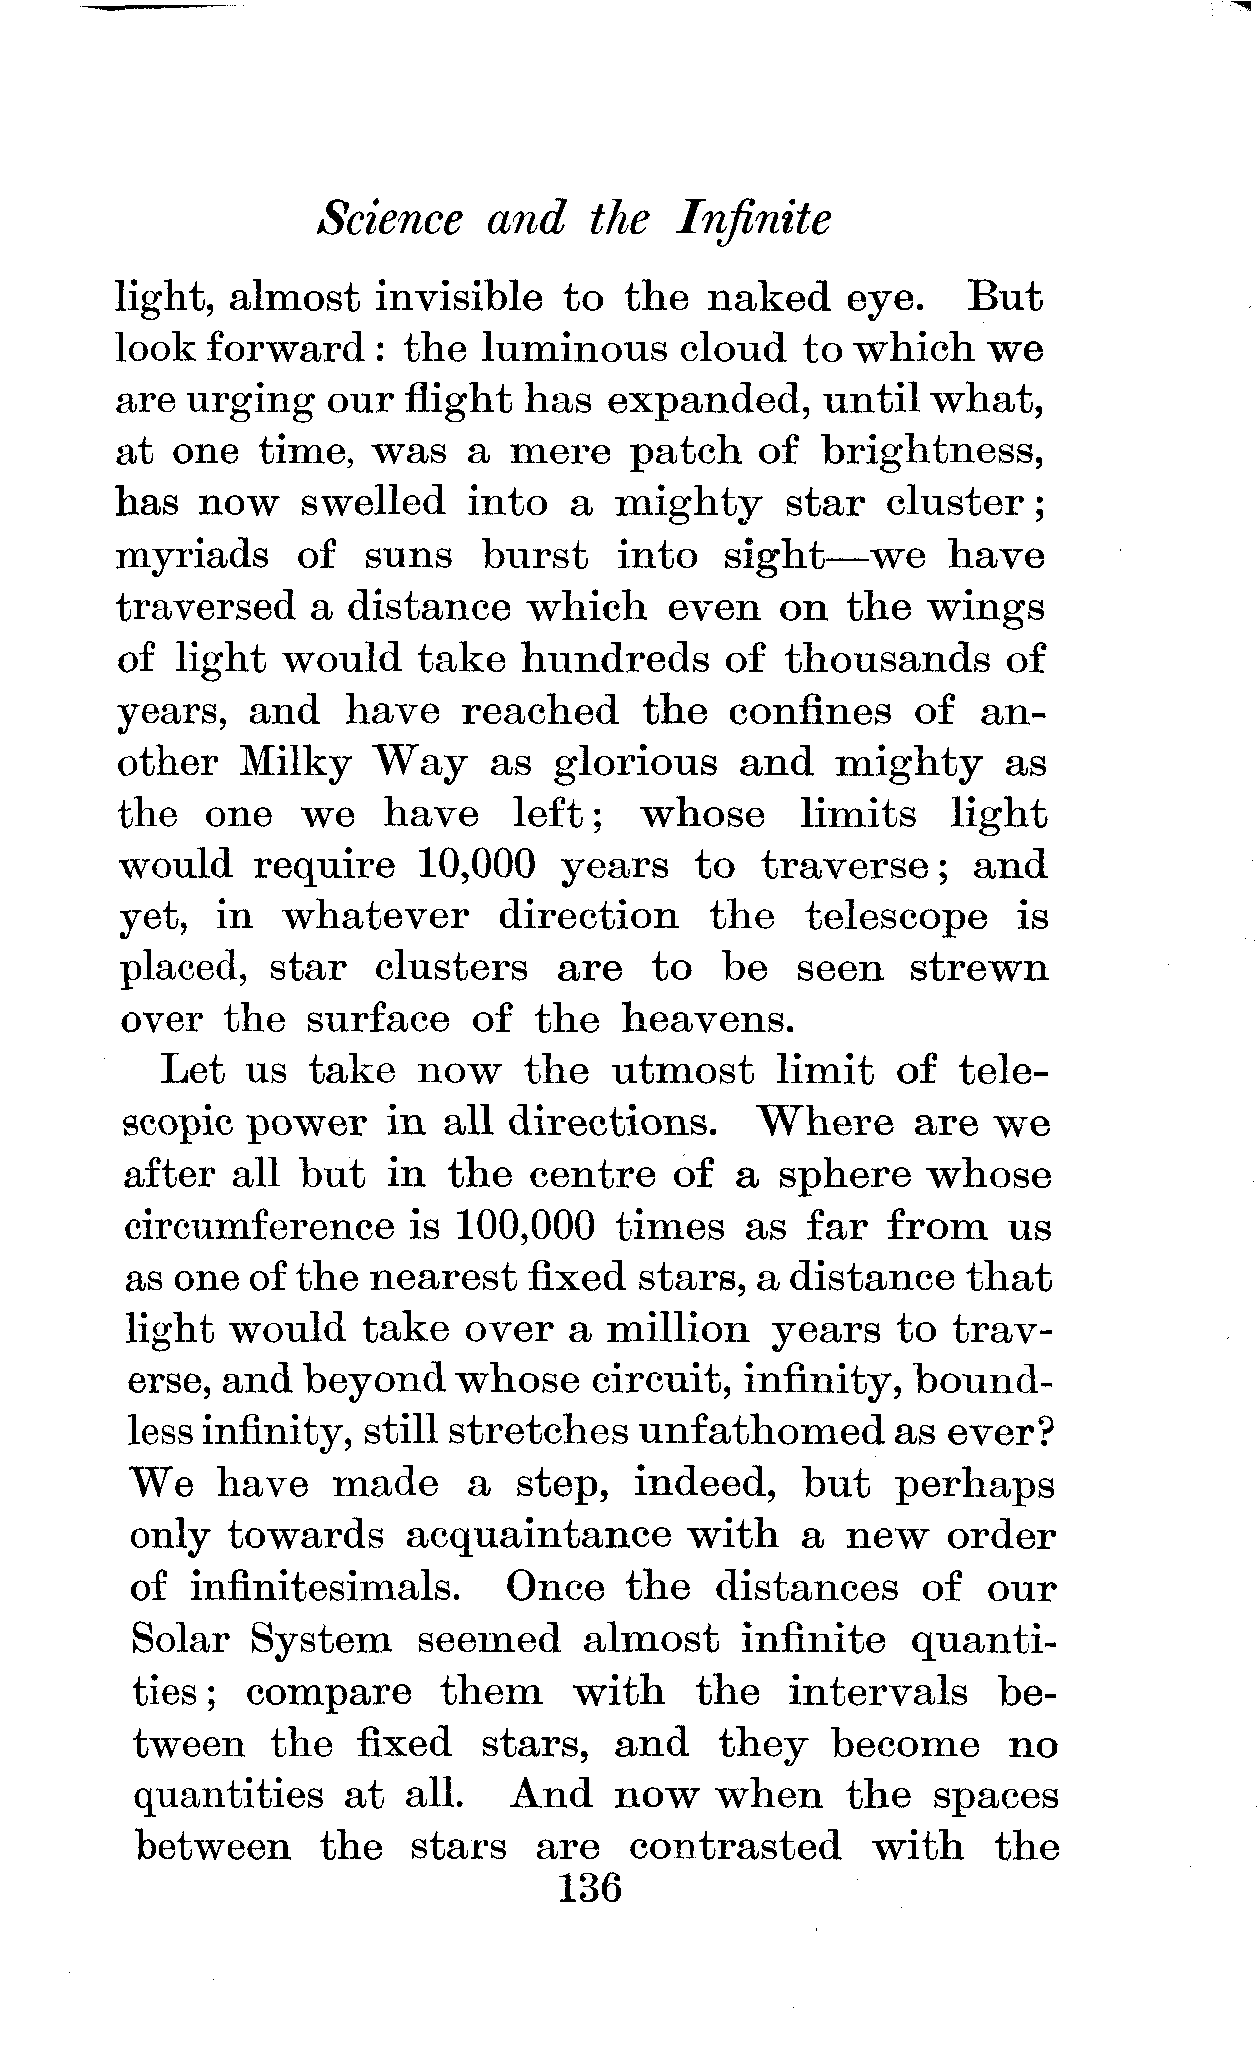 Science and the Infinite
light, almost invisible to the naked eye. But
look forward : the luminous cloud to which we
are urging our flight has expanded, until what,
at one time, was a mere patch of brightness,
has now swelled into a mighty star cluster ;
myriads of suns burst into sight—we have
traversed a distance which even on the wings
of light would take hundreds of thousands of
years, and have reached the confines of an-
other Milky Way as glorious and mighty as
the one we have left ; whose limits light
would require 10,000 years to traverse ; and
yet, in whatever direction the telescope is
placed, star clusters are to be seen strewn
over the surface of the heavens.
Let us take now the utmost limit of tele-
scopic power in all directions. Where are we
after all but in the centre of a sphere whose
circumference is 100,000 times as far from us
as one of the nearest fixed stars, a distance that
light would take over a million years to trav-
erse, and beyond whose circuit, infinity, bound-
less infinity, still stretches unfathomed as ever?
We have made a step, indeed, but perhaps
only towards acquaintance with a new order
of infinitesimals. Once the distances of our
Solar System seemed almost infinite quanti-
ties ; compare them with the intervals be-
tween the fixed stars, and they become no
quantities at all. And now when the spaces
between the stars are contrasted with the
136